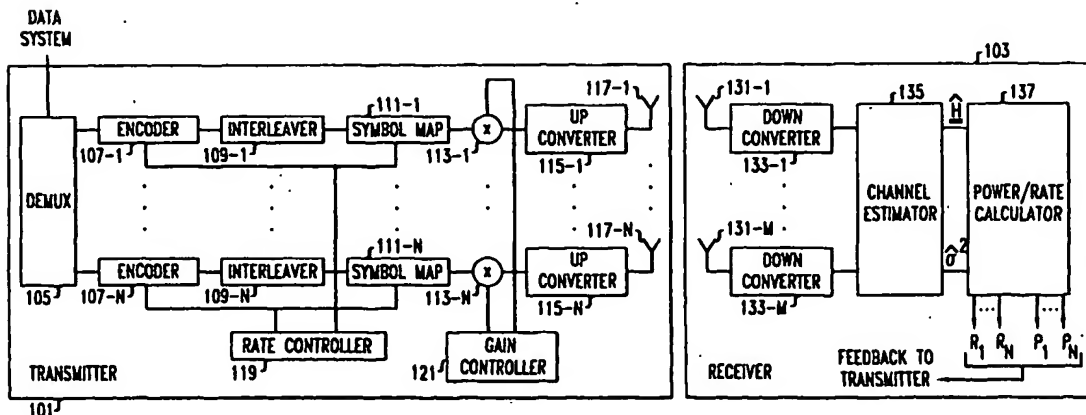 DATA
SYSTEM
103
111-1
117-1
131-1
135
137
ENCODER
INTERLEAVER
SYMBOL MAP
x
UP
CONVERTER
DOWN
CONVERTER
Ĥ
107-1
109-1
113-1
115-1
133-1
DEMUX
CHANNEL
ESTIMATOR
POWER/RATE
CALCULATOR
111-N
117-N
131-M
ENCODER
INTERLEAVER
SYMBOL MAP
x
UP
CONVERTER
DOWN
CONVERTER
σ̂²
105
107-N
109-N
113-N
115-N
133-M
RATE CONTROLLER
GAIN
CONTROLLER
R1 ... RN P1 ... PN
119
121
FEEDBACK TO
TRANSMITTER
TRANSMITTER
RECEIVER
101